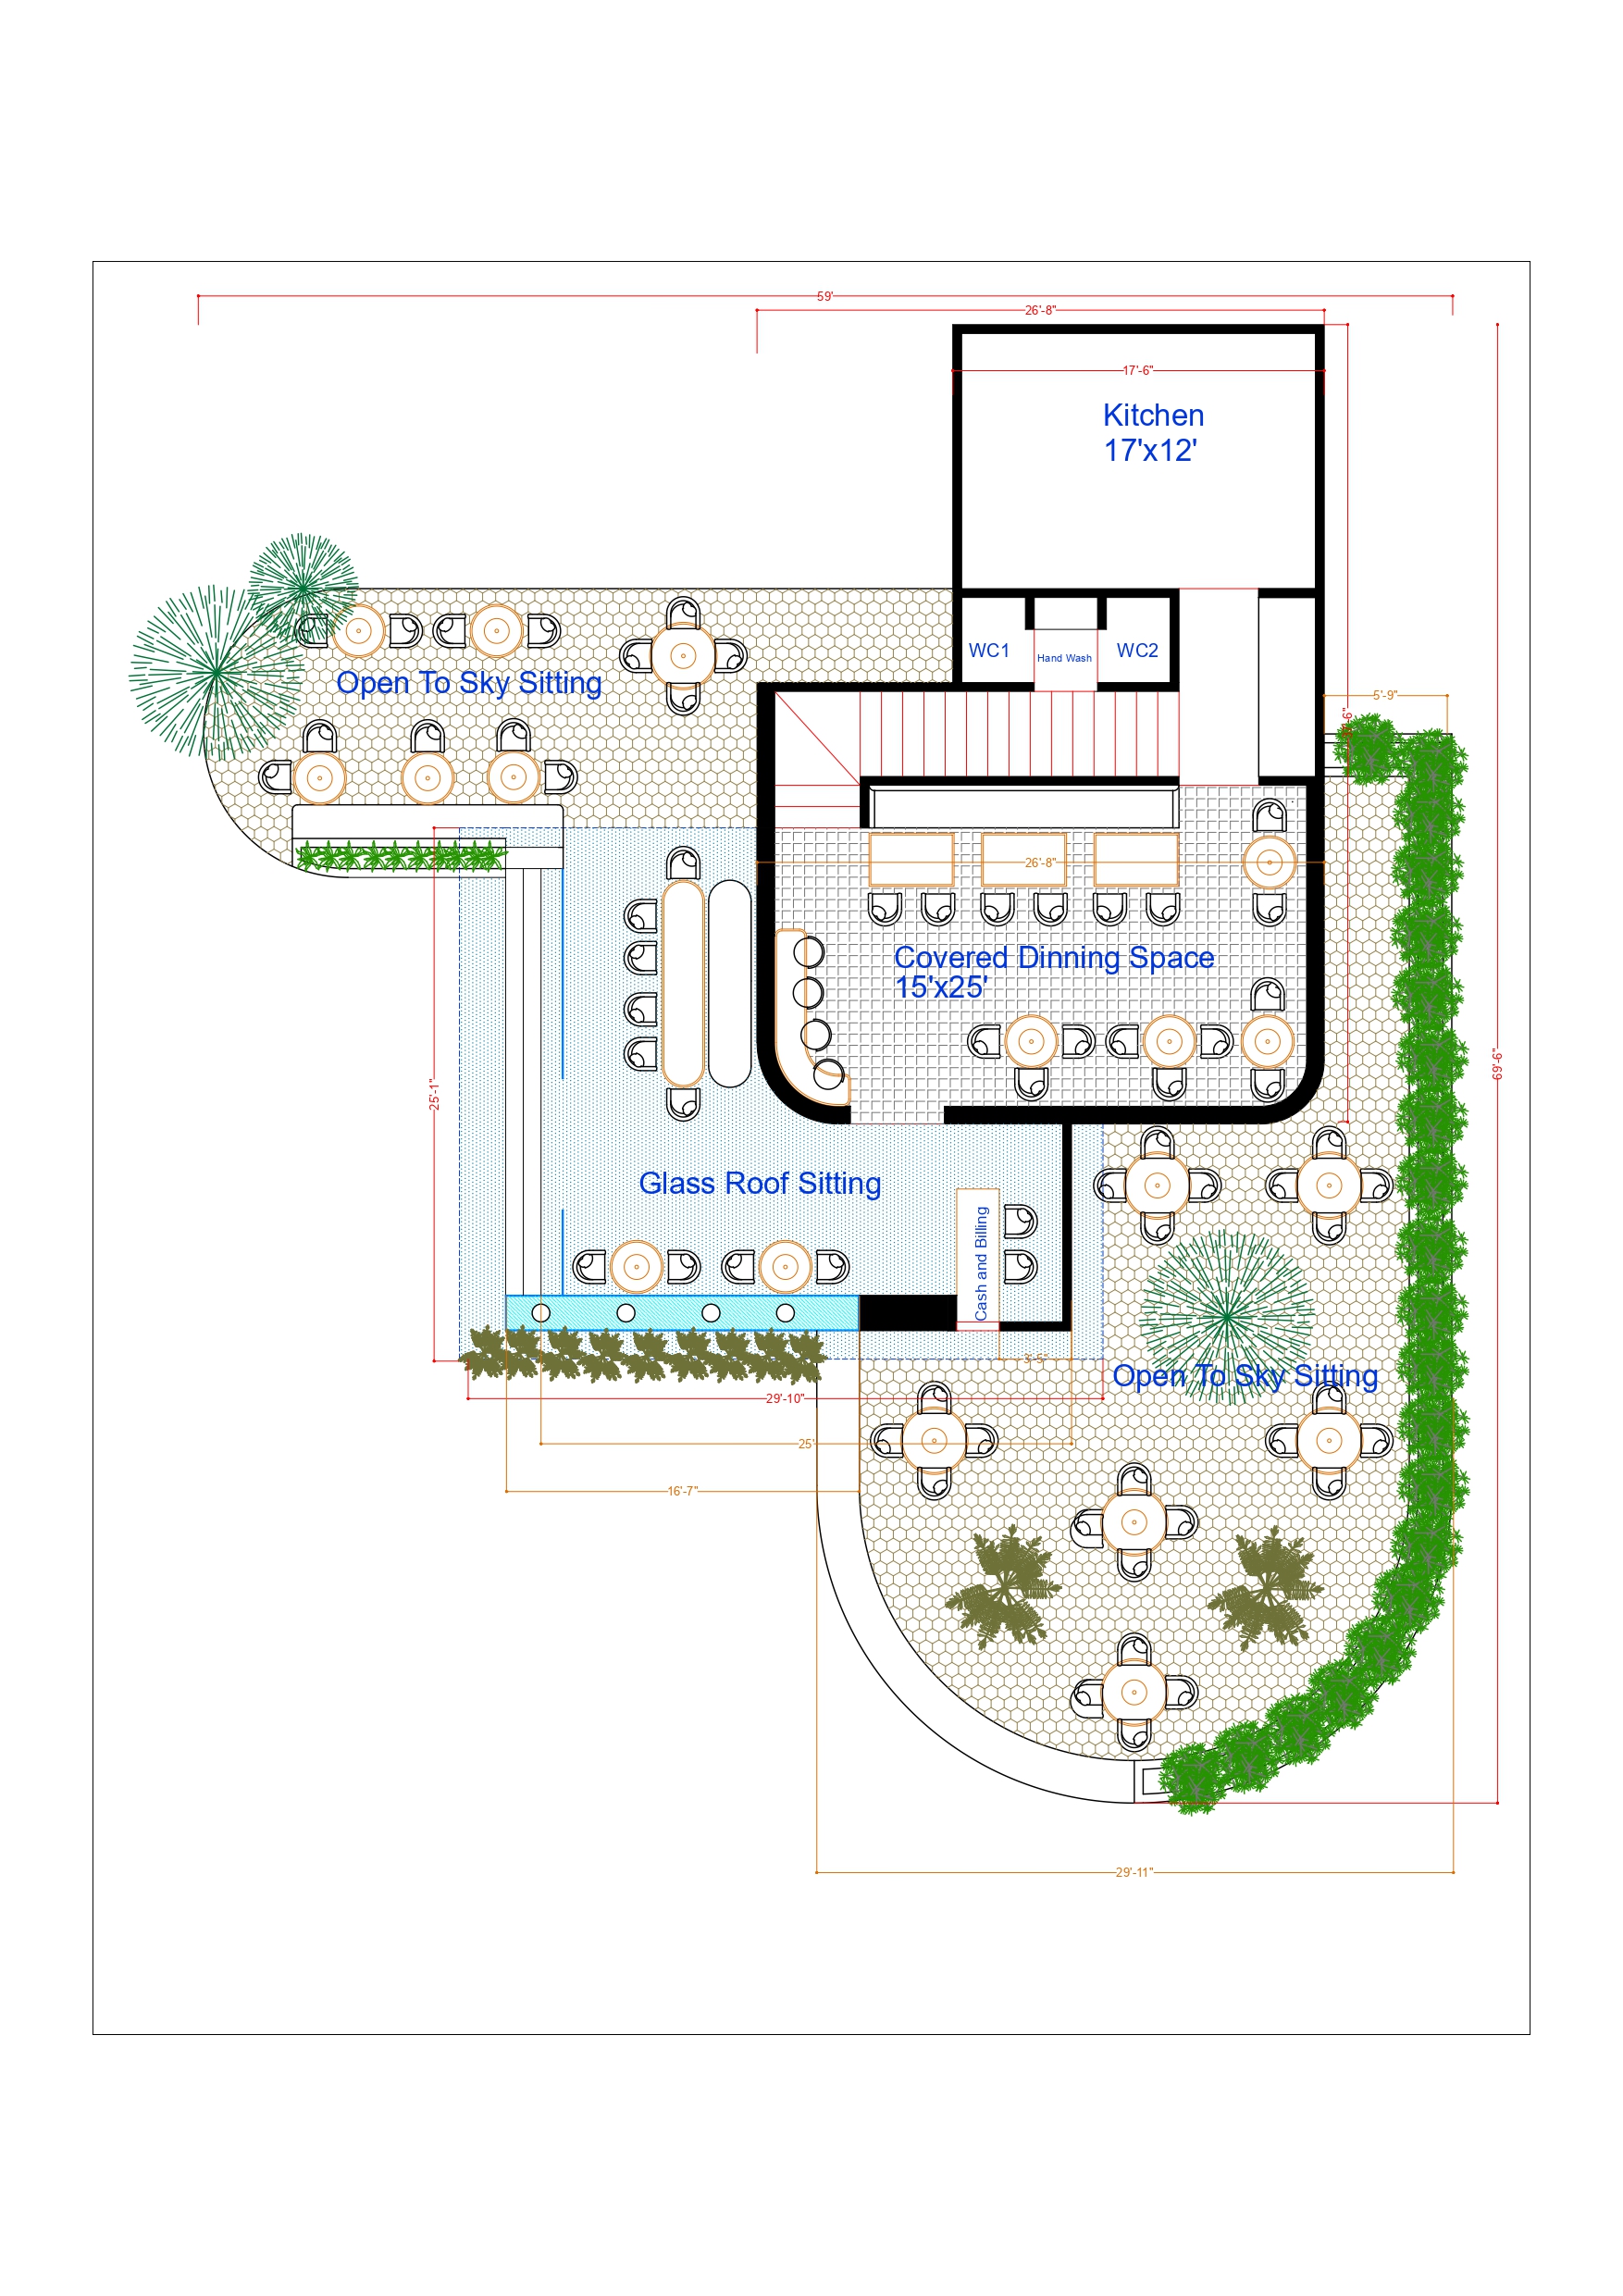 59'
26'-8"
17'-6"
Kitchen
17'x12'
WC1
Hand Wash
WC2
Open To Sky Sitting
5'-9"
26'-8"
Covered Dinning Space
15'x25'
25'-1"
69'-6"
Glass Roof Sitting
Cash and Billing
3'-5"
Open To Sky Sitting
29'-10"
25'
16'-7"
29'-11"